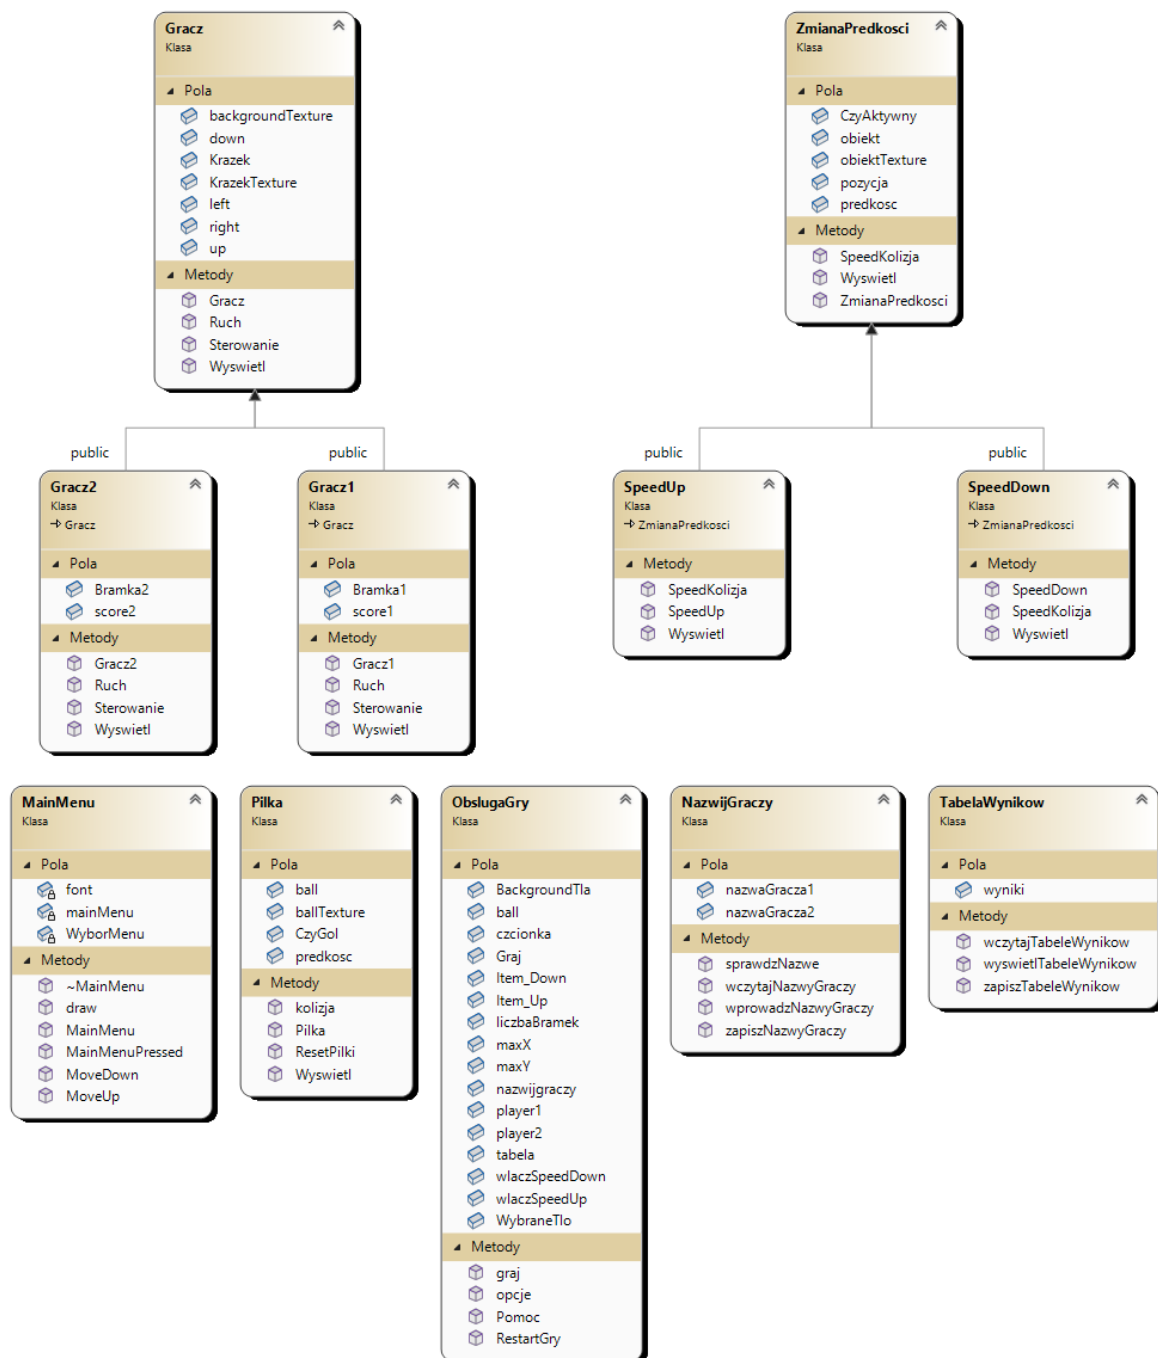 Gracz
Klasa
Pola
backgroundTexture
down
Krazek
KrazekTexture
left
right
up
Metody
Gracz
Ruch
Sterowanie
Wyswietl
ZmianaPredkosci
Klasa
Pola
CzyAktywny
obiekt
obiektTexture
pozycja
predkosc
Metody
SpeedKolizja
Wyswietl
ZmianaPredkosci
public
public
public
public
Gracz2
Klasa
Gracz
Pola
Bramka2
score2
Metody
Gracz2
Ruch
Sterowanie
Wyswietl
Gracz1
Klasa
Gracz
Pola
Bramka1
score1
Metody
Gracz1
Ruch
Sterowanie
Wyswietl
SpeedUp
Klasa
ZmianaPredkosci
Metody
SpeedKolizja
SpeedUp
Wyswietl
SpeedDown
Klasa
ZmianaPredkosci
Metody
SpeedDown
SpeedKolizja
Wyswietl
MainMenu
Klasa
Pola
font
mainMenu
WyborMenu
Metody
~MainMenu
draw
MainMenu
MainMenuPressed
MoveDown
MoveUp
Pilka
Klasa
Pola
ball
ballTexture
CzyGol
predkosc
Metody
kolizja
Pilka
ResetPilki
Wyswietl
ObslugaGry
Klasa
Pola
BackgroundTla
ball
czcionka
Graj
Item_Down
Item_Up
liczbaBramek
maxX
maxY
nazwijgraczy
player1
player2
tabela
wlaczSpeedDown
wlaczSpeedUp
WybraneTlo
Metody
graj
opcje
Pomoc
RestartGry
NazwijGraczy
Klasa
Pola
nazwaGracza1
nazwaGracza2
Metody
sprawdzNazwe
wczytajNazwyGraczy
wprowadzNazwyGraczy
zapiszNazwyGraczy
TabelaWynikow
Klasa
Pola
wyniki
Metody
wczytajTabeleWynikow
wyswietlTabeleWynikow
zapiszTabeleWynikow